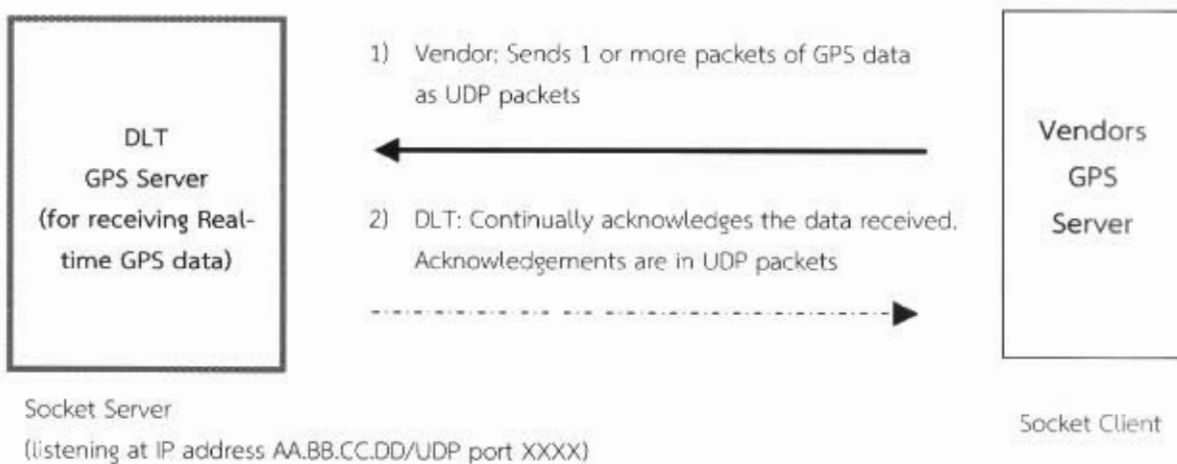 DLT
GPS Server
(for receiving Real-
time GPS data)
1) Vendor: Sends 1 or more packets of GPS data
as UDP packets
2) DLT: Continually acknowledges the data received.
Acknowledgements are in UDP packets
Vendors
GPS
Server
Socket Server
(listening at IP address AA.BB.CC.DD/UDP port XXXX)
Socket Client